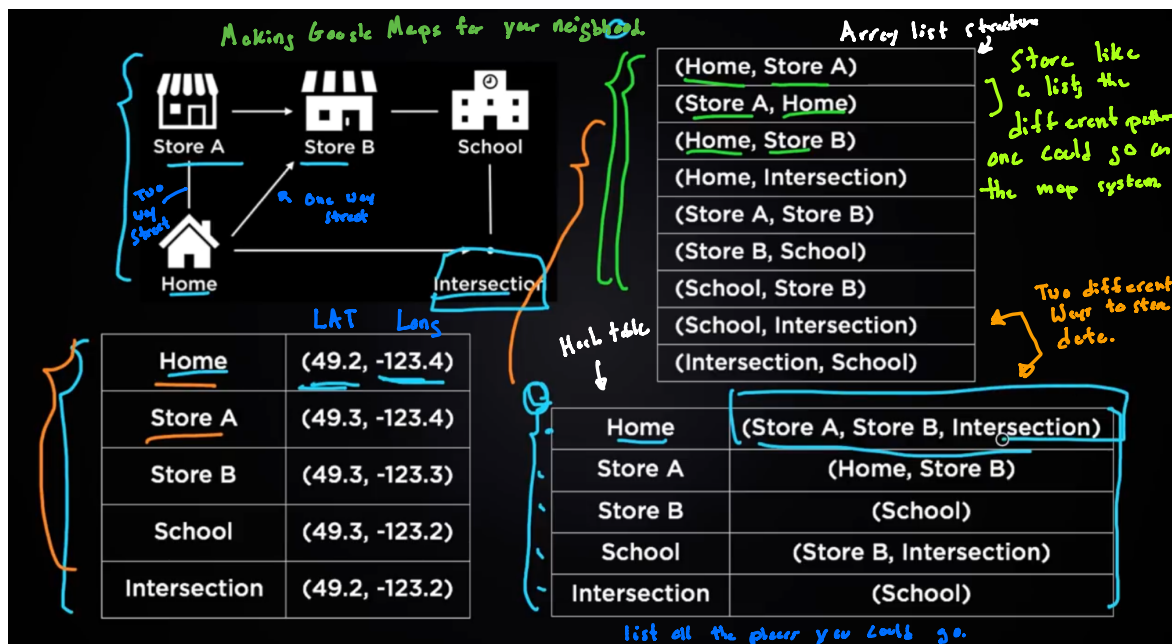 Making Google Maps for your neighborhood
Store A
Store B
School
Two
way
street
one way
street
Home
Intersection
Array list structure
(Home, Store A)
(Store A, Home)
(Home, Store B)
(Home, Intersection)
(Store A, Store B)
(Store B, School)
(School, Store B)
(School, Intersection)
(Intersection, School)
Store like
a list, the
different
one could go on
the map system.
Two different
Ways to store
data.
LAT Long
Home (49.2, -123.4)
Store A (49.3, -123.4)
Store B (49.3, -123.3)
School (49.3, -123.2)
Intersection (49.2, -123.2)
Hash table
Home (Store A, Store B, Intersection)
Store A (Home, Store B)
Store B (School)
School (Store B, Intersection)
Intersection (School)
list all the places you could go.